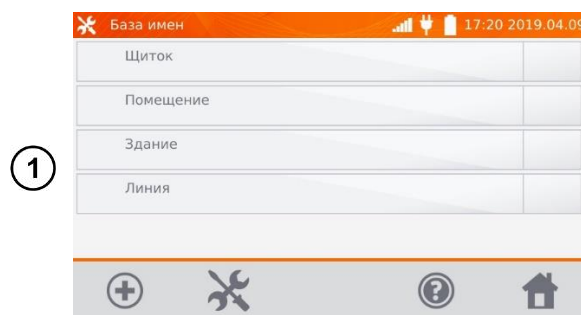 База имен 17:20 2019.04.09
Щиток
Помещение
Здание
1
Линия